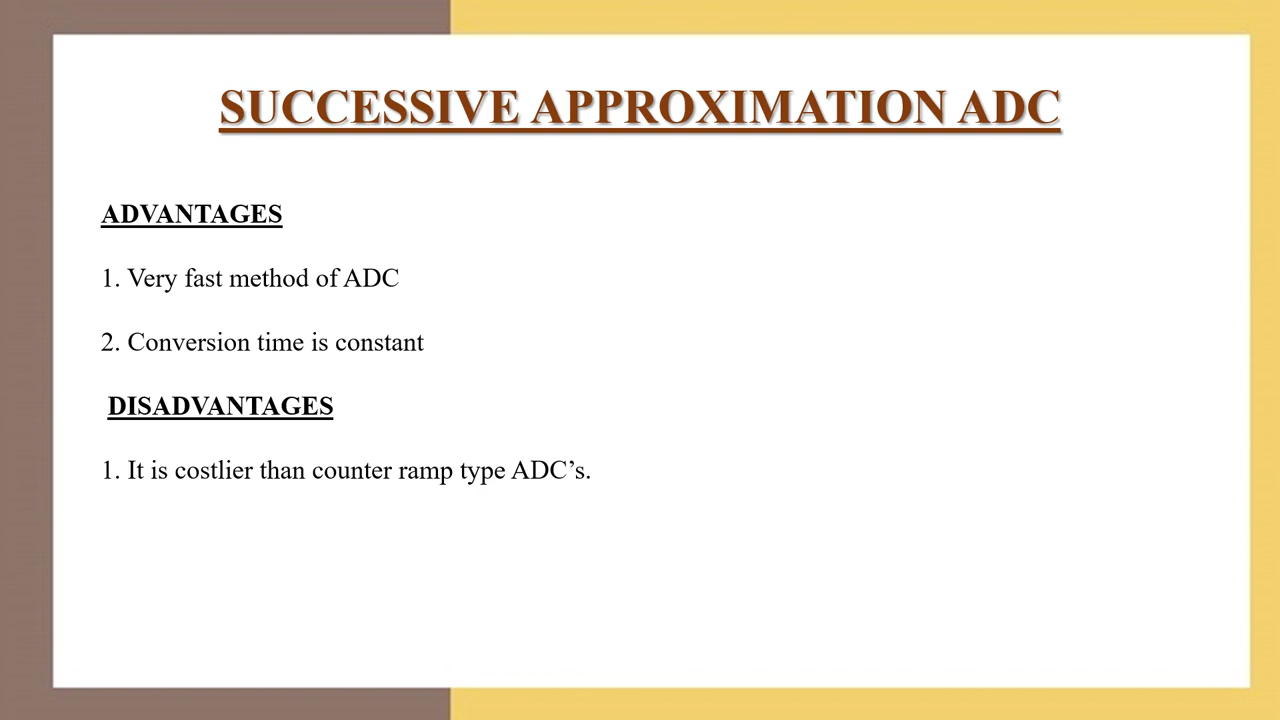 SUCCESSIVE APPROXIMATION ADC
ADVANTAGES
1. Very fast method of ADC
2. Conversion time is constant
DISADVANTAGES
1. It is costlier than counter ramp type ADC’s.